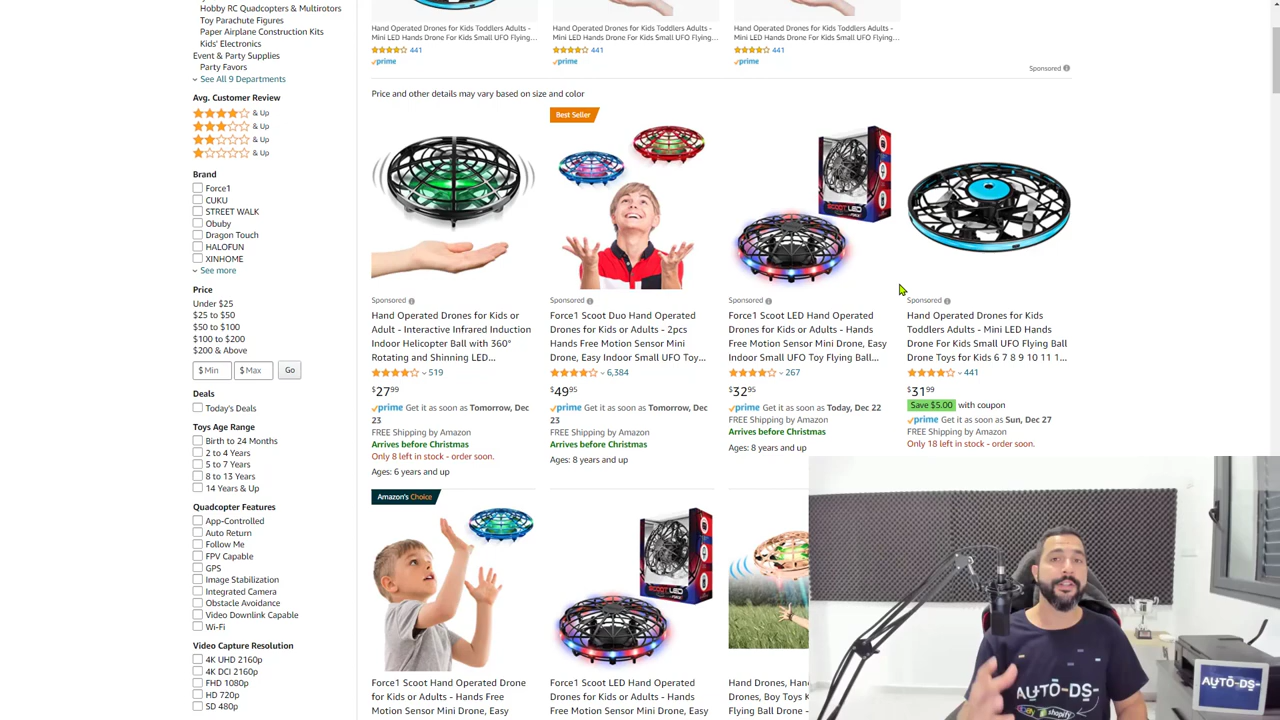 Hobby RC Quadcopters & Multirotors
Toy Parachute Figures
Paper Airplane Construction Kits
Kids' Electronics
Event & Party Supplies
Party Favors
See All 9 Departments
Avg. Customer Review
& Up
& Up
& Up
& Up
Brand
Force1
CUKU
STREET WALK
Obuby
Dragon Touch
HALOFUN
XINHOME
See more
Price
Under $25
$25 to $50
$50 to $100
$100 to $200
$200 & Above
$ Min $ Max Go
Deals
Today's Deals
Toys Age Range
Birth to 24 Months
2 to 4 Years
5 to 7 Years
8 to 13 Years
14 Years & Up
Quadcopter Features
App-Controlled
Auto Return
Follow Me
FPV Capable
GPS
Image Stabilization
Integrated Camera
Obstacle Avoidance
Video Downlink Capable
Wi-Fi
Video Capture Resolution
4K UHD 2160p
4K DCI 2160p
FHD 1080p
HD 720p
SD 480p
Hand Operated Drones for Kids Toddlers Adults -
Mini LED Hands Drone For Kids Small UFO Flying...
441
prime
Hand Operated Drones for Kids Toddlers Adults -
Mini LED Hands Drone For Kids Small UFO Flying...
441
prime
Hand Operated Drones for Kids Toddlers Adults -
Mini LED Hands Drone For Kids Small UFO Flying...
441
prime
Sponsored
Price and other details may vary based on size and color
Sponsored
Hand Operated Drones for Kids or
Adult - Interactive Infrared Induction
Indoor Helicopter Ball with 360°
Rotating and Shinning LED...
519
$27.99
prime Get it as soon as Tomorrow, Dec
23
FREE Shipping by Amazon
Arrives before Christmas
Only 8 left in stock - order soon.
Ages: 6 years and up
Best Seller
Sponsored
Force1 Scoot Duo Hand Operated
Drones for Kids or Adults - 2pcs
Hands Free Motion Sensor Mini
Drone, Easy Indoor Small UFO Toy...
6,384
$49.95
prime Get it as soon as Tomorrow, Dec
23
FREE Shipping by Amazon
Arrives before Christmas
Ages: 8 years and up
Sponsored
Force1 Scoot LED Hand Operated
Drones for Kids or Adults - Hands
Free Motion Sensor Mini Drone, Easy
Indoor Small UFO Toy Flying Ball...
267
$32.95
prime Get it as soon as Today, Dec 22
FREE Shipping by Amazon
Arrives before Christmas
Ages: 8 years and up
Sponsored
Hand Operated Drones for Kids
Toddlers Adults - Mini LED Hands
Drone For Kids Small UFO Flying Ball
Drone Toys for Kids 6 7 8 9 10 11 1...
441
$31.99
Save $5.00 with coupon
prime Get it as soon as Sun, Dec 27
FREE Shipping by Amazon
Only 18 left in stock - order soon.
Amazon's Choice
Force1 Scoot Hand Operated Drone
for Kids or Adults - Hands Free
Motion Sensor Mini Drone, Easy
SCOOT LED
Force1 Scoot LED Hand Operated
Drones for Kids or Adults - Hands
Free Motion Sensor Mini Drone, Easy
Hand Drones, Han
Drones, Boy Toys K
Flying Ball Drone -
AUTO-DS-
ebay shopify
AUTO-DS-